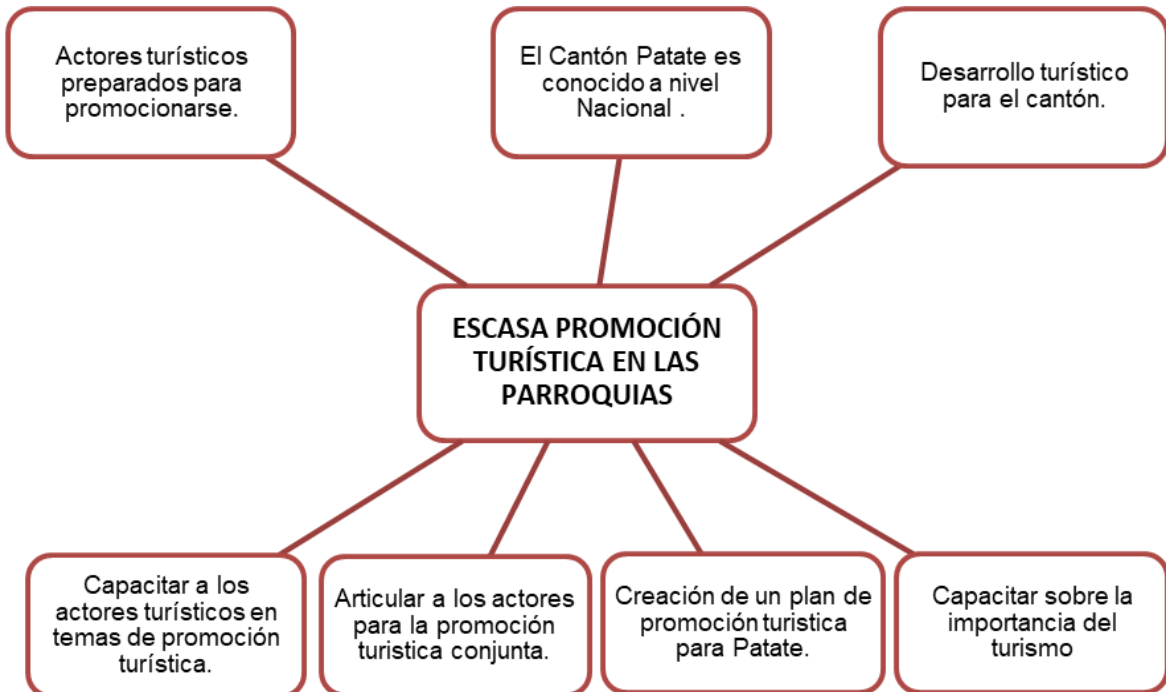 Actores turísticos
preparados para
promocionarse.
El Cantón Patate es
conocido a nivel
Nacional .
Desarrollo turístico
para el cantón.
ESCASA PROMOCIÓN
TURÍSTICA EN LAS
PARROQUIAS
Capacitar a los
actores turísticos en
temas de promoción
turística.
Articular a los actores
para la promoción
turistica conjunta.
Creación de un plan de
promoción turistica
para Patate.
Capacitar sobre la
importancia del
turismo